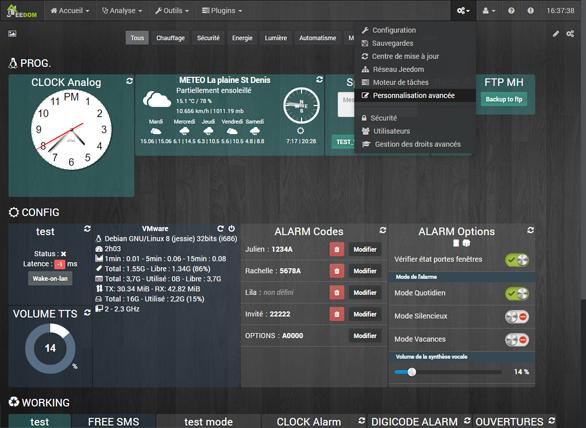 JEEDOM
Accueil
Analyse
Outils
Plugins
16:37:38
Tous
Chauffage
Sécurité
Energie
Lumière
Automatisme
Configuration
Sauvegardes
Centre de mise à jour
Réseau Jeedom
Moteur de tâches
Personnalisation avancée
Sécurité
Utilisateurs
Gestion des droits avancés
PROG.
CLOCK Analog
PM
12 1 2 3 4 5 6 7 8 9 10 11
METEO La plaine St Denis
Partiellement ensoleillé
15.1 °C / 78 %
10.656 km/h | 1011.19 mb
Mardi Mercredi Jeudi Vendredi Samedi
15.06 | 15.06 6.1 | 14.5 6.3 | 10.5 5.6 | 10.5 4.8 | 8.8
7:17 | 20:28
FTP MH
Backup to ftp
CONFIG
test
Status :
Latence : -1 ms
Wake-on-lan
VMware
Debian GNU/Linux 8 (jessie) 32bits (i686)
2h03
1min : 0.01 - 5min : 0.06 - 15min : 0.08
Total : 1.55G - Libre : 1.34G (86%)
Total : 3,7G - Utilisé : 0B - Libre : 3,7G
TX: 30.34 MiB - RX: 42.82 MiB
Total : 16G - Utilisé : 2,2G (15%)
2 - 2.3 GHz
ALARM Codes
Julien : 1234A
Modifier
Rachelle : 5678A
Modifier
Lila : non défini
Modifier
Invité : 22222
Modifier
OPTIONS : A0000
Modifier
ALARM Options
Vérifier état portes fenêtres
Mode de l'alarme
Mode Quotidien
Mode Silencieux
Mode Vacances
Volume de la synthèse vocale
14 %
VOLUME TTS
14
%
WORKING
test
FREE SMS
test mode
CLOCK Alarm
DIGICODE ALARM
OUVERTURES